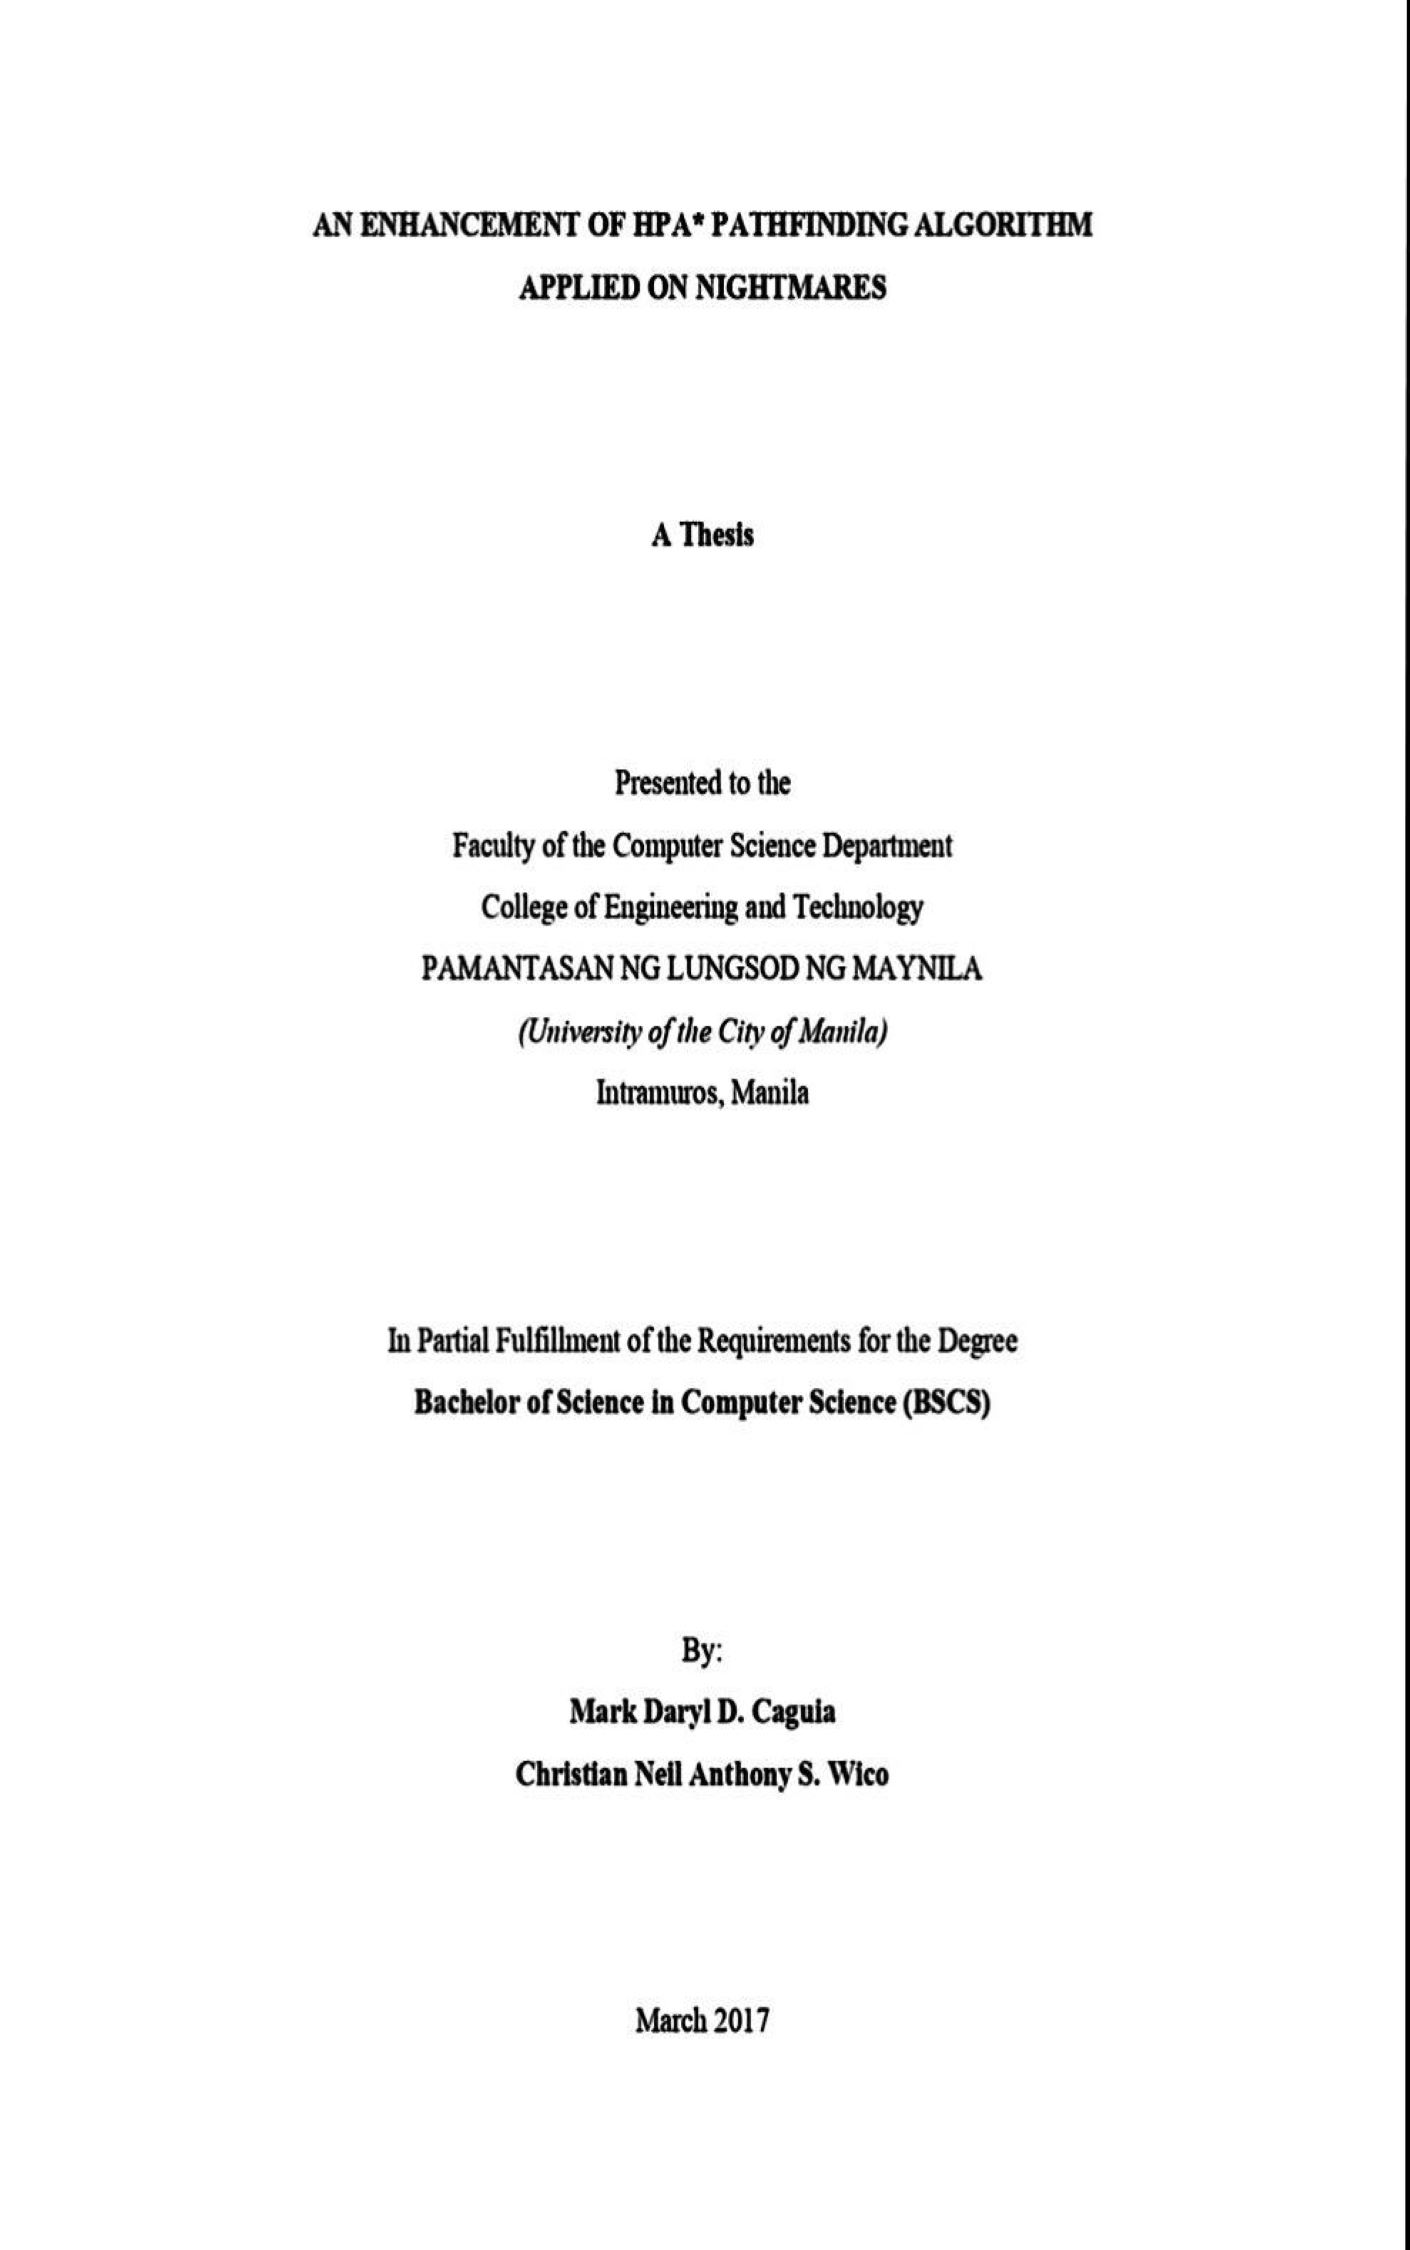 AN ENHANCEMENT OF HPA* PATHFINDING ALGORITHM
APPLIED ON NIGHTMARES
A Thesis
Presented to the
Faculty of the Computer Science Department
College of Engineering and Technology
PAMANTASAN NG LUNGSOD NG MAYNILA
(University of the City of Manila)
Intramuros, Manila
In Partial Fulfillment of the Requirements for the Degree
Bachelor of Science in Computer Science (BSCS)
By:
Mark Daryl D. Caguia
Christian Neil Anthony S. Wico
March 2017